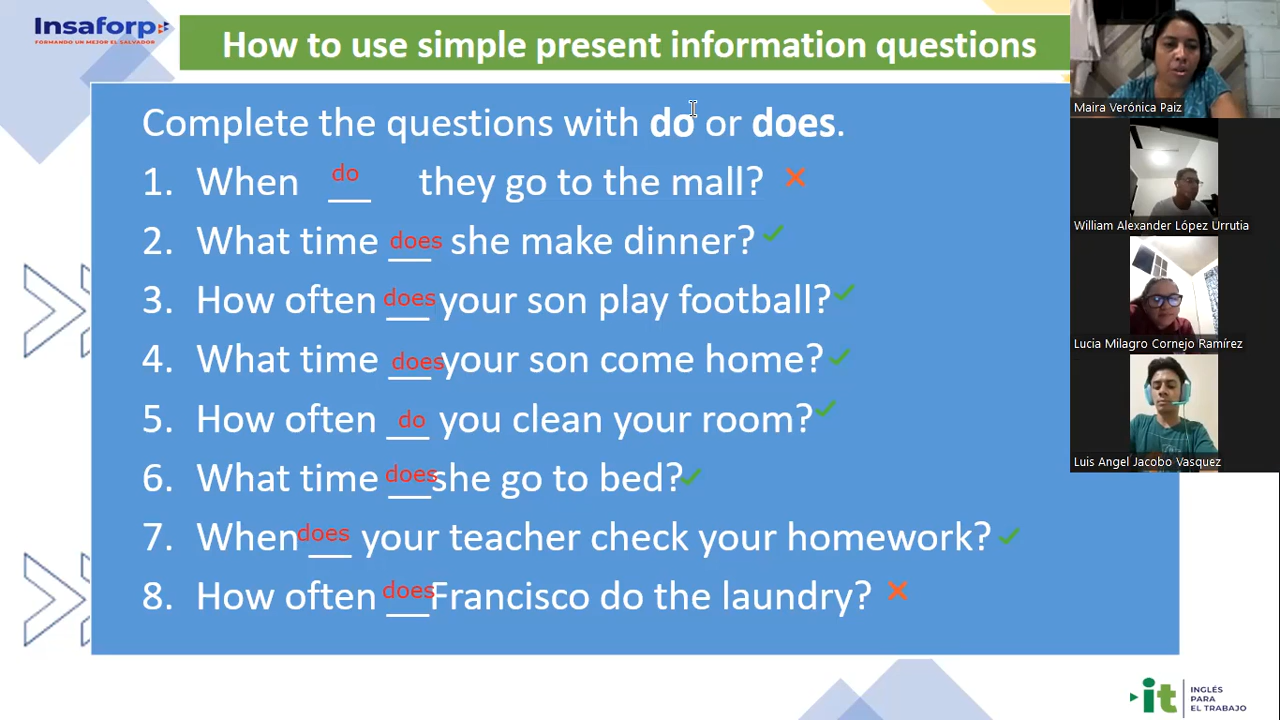 Insaforp
FORMANDO UN MEJOR EL SALVADOR
How to use simple present information questions
Complete the questions with do or does.
1. When do they go to the mall?
2. What time does she make dinner?
3. How often does your son play football?
4. What time does your son come home?
5. How often do you clean your room?
6. What time does she go to bed?
7. When does your teacher check your homework?
8. How often does Francisco do the laundry?
Maira Verónica Paiz
William Alexander López Urrutia
Lucia Milagro Cornejo Ramírez
Luis Angel Jacobo Vasquez
it
INGLÉS
PARA
EL TRABAJO